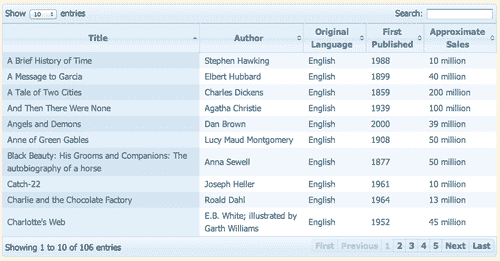 Show 10 entries Search:
Title Author Original Language First Published Approximate Sales
A Brief History of Time Stephen Hawking English 1988 10 million
A Message to Garcia Elbert Hubbard English 1899 40 million
A Tale of Two Cities Charles Dickens English 1859 200 million
And Then There Were None Agatha Christie English 1939 100 million
Angels and Demons Dan Brown English 2000 39 million
Anne of Green Gables Lucy Maud Montgomery English 1908 50 million
Black Beauty: His Grooms and Companions: The autobiography of a horse Anna Sewell English 1877 50 million
Catch-22 Joseph Heller English 1961 10 million
Charlie and the Chocolate Factory Roald Dahl English 1964 13 million
Charlotte's Web E.B. White; illustrated by Garth Williams English 1952 45 million
Showing 1 to 10 of 106 entries First Previous 1 2 3 4 5 Next Last